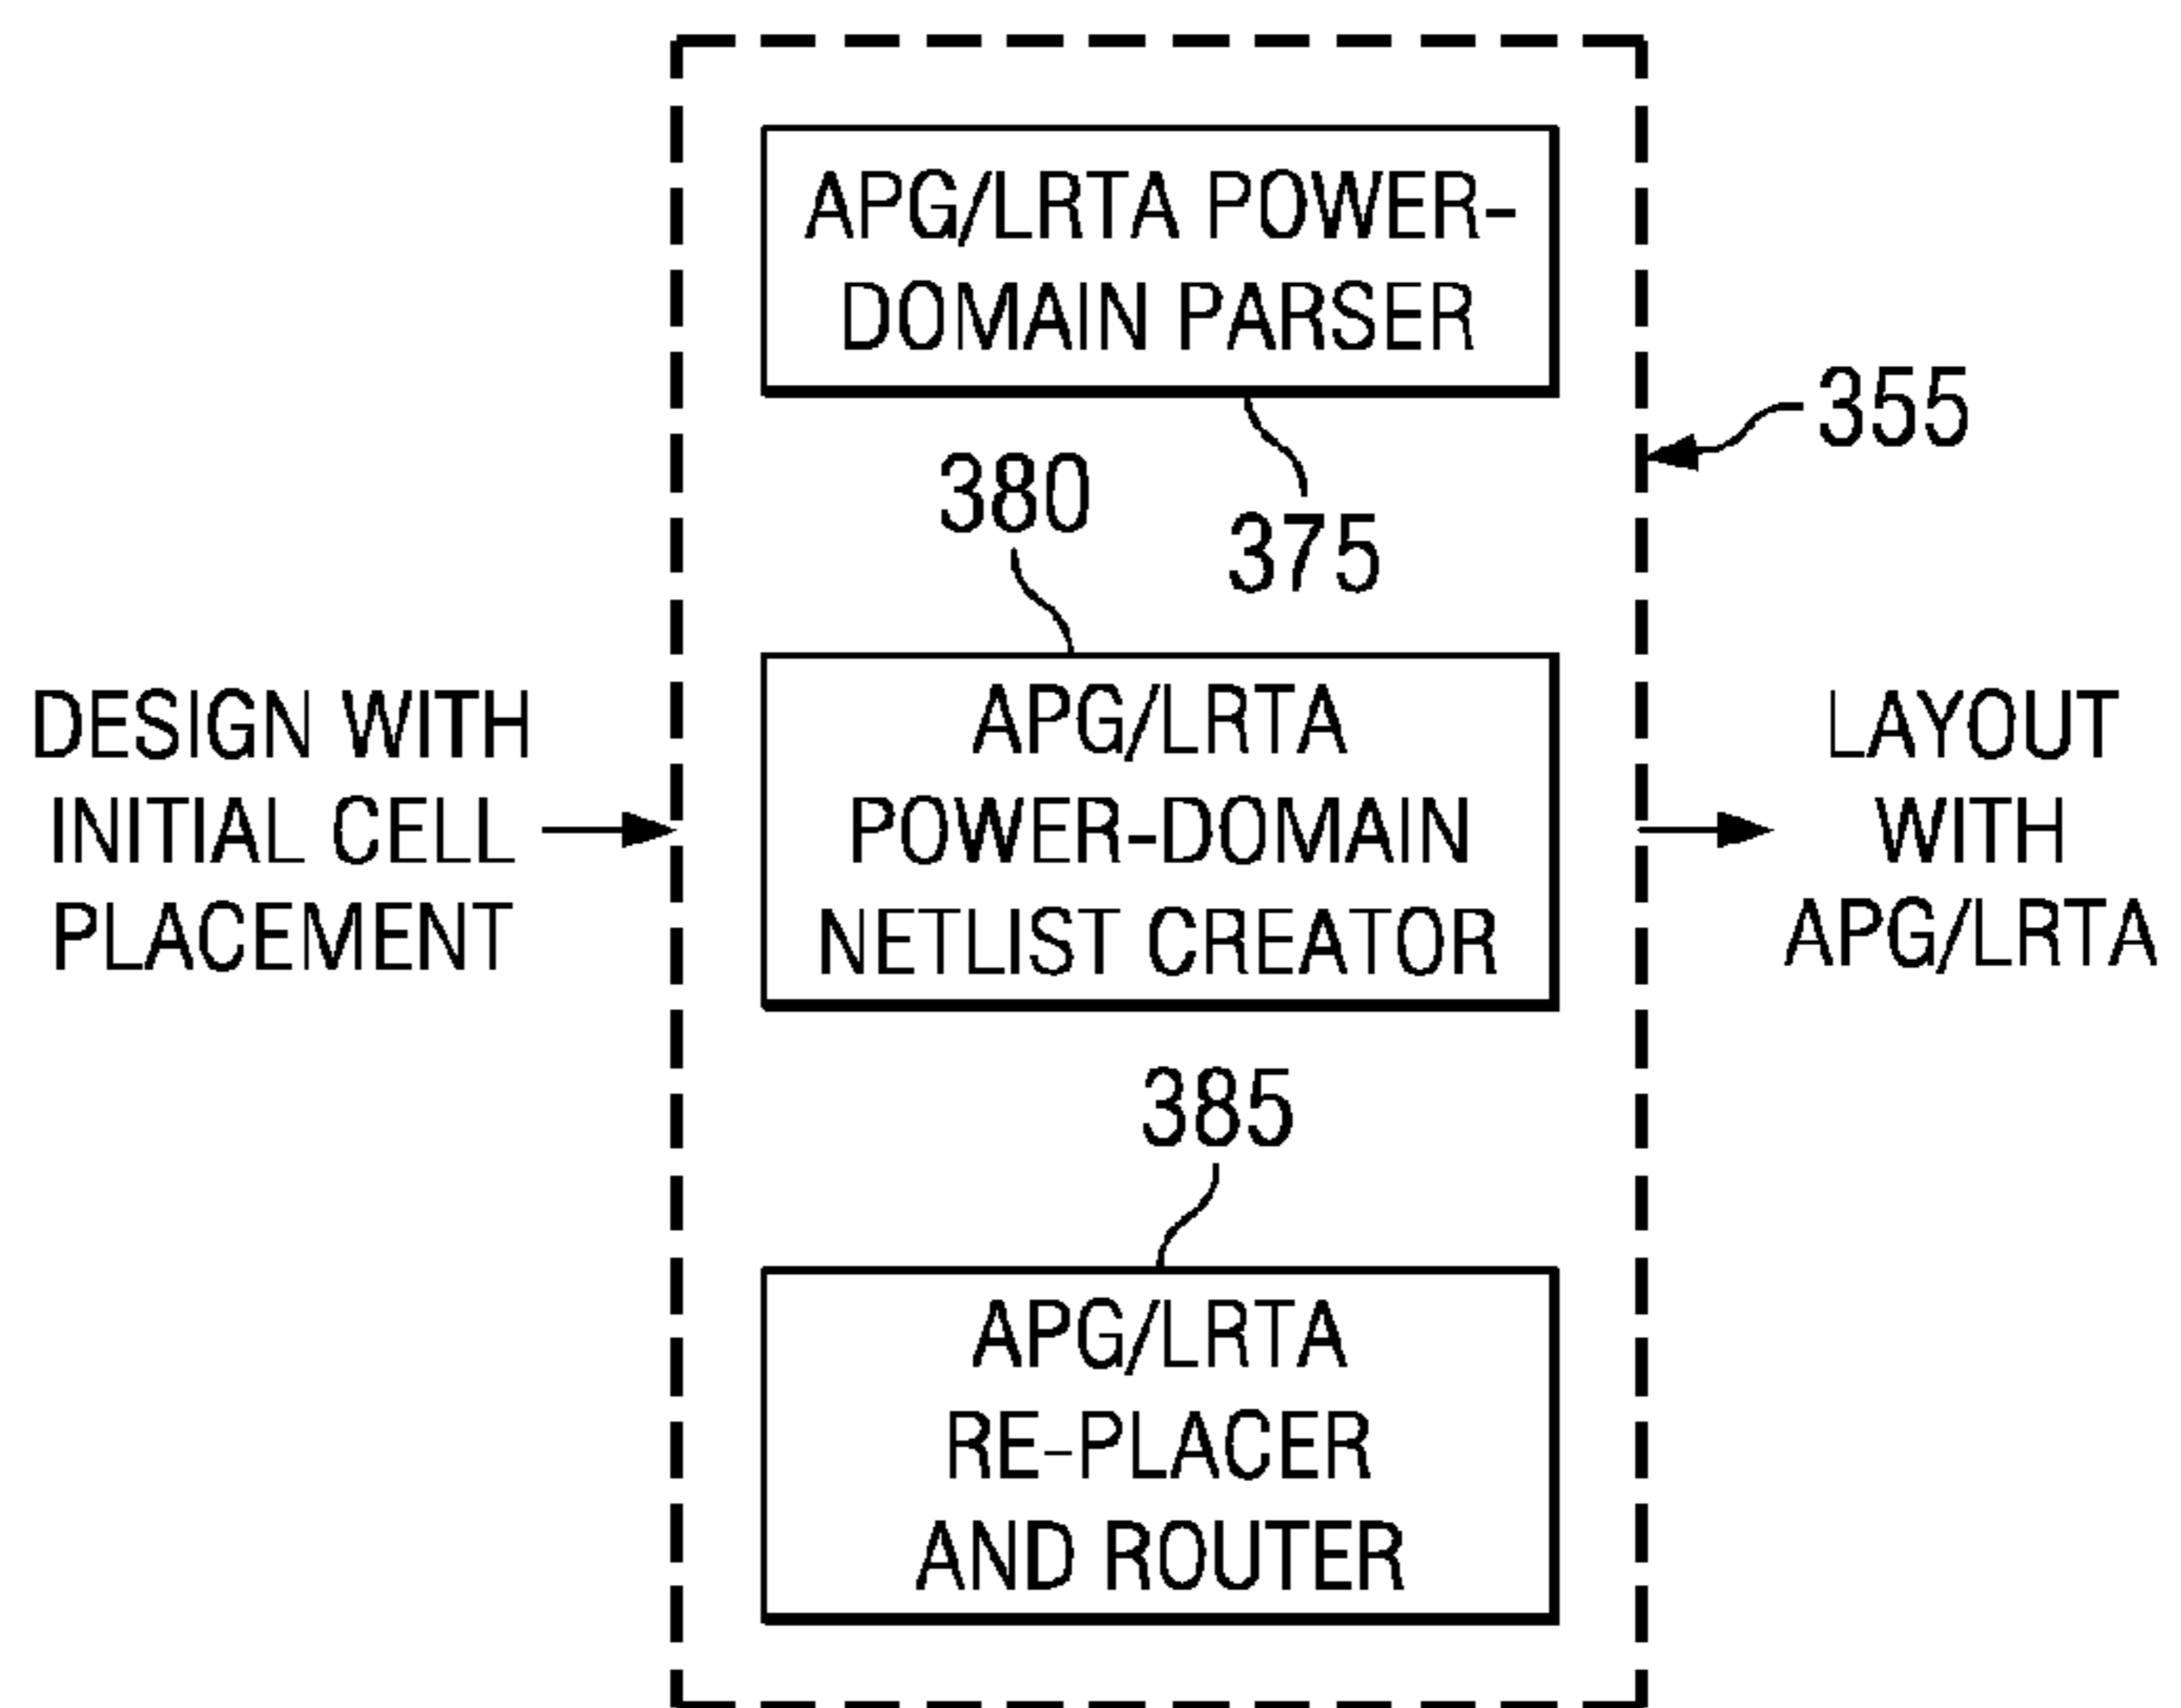 APG/LRTA POWER-
DOMAIN PARSER
355
380
375
DESIGN WITH
INITIAL CELL
PLACEMENT
APG/LRTA
POWER-DOMAIN
NETLIST CREATOR
LAYOUT
WITH
APG/LRTA
385
APG/LRTA
RE-PLACER
AND ROUTER